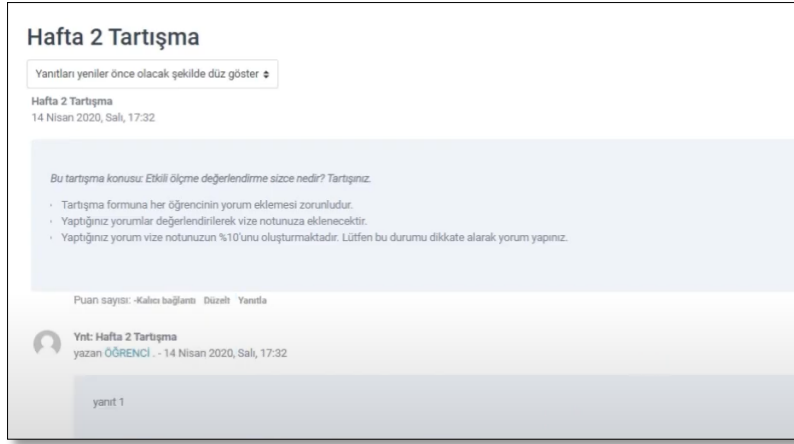 Hafta 2 Tartışma
Yanıtları yeniler önce olacak şekilde düz göster
Hafta 2 Tartışma
14 Nisan 2020, Salı, 17:32
Bu tartışma konusu: Etkili ölçme değerlendirme sizce nedir? Tartışınız.
Tartışma formuna her öğrencinin yorum eklemesi zorunludur.
Yaptığınız yorumlar değerlendirilerek vize notunuza eklenecektir.
Yaptığınız yorum vize notunuzun %10'unu oluşturmaktadır. Lütfen bu durumu dikkate alarak yorum yapınız.
Puan sayısı: -Kalıcı bağlantı Düzelt Yanıtla
Ynt: Hafta 2 Tartışma
yazan ÖĞRENCİ . - 14 Nisan 2020, Salı, 17:32
yanıt 1